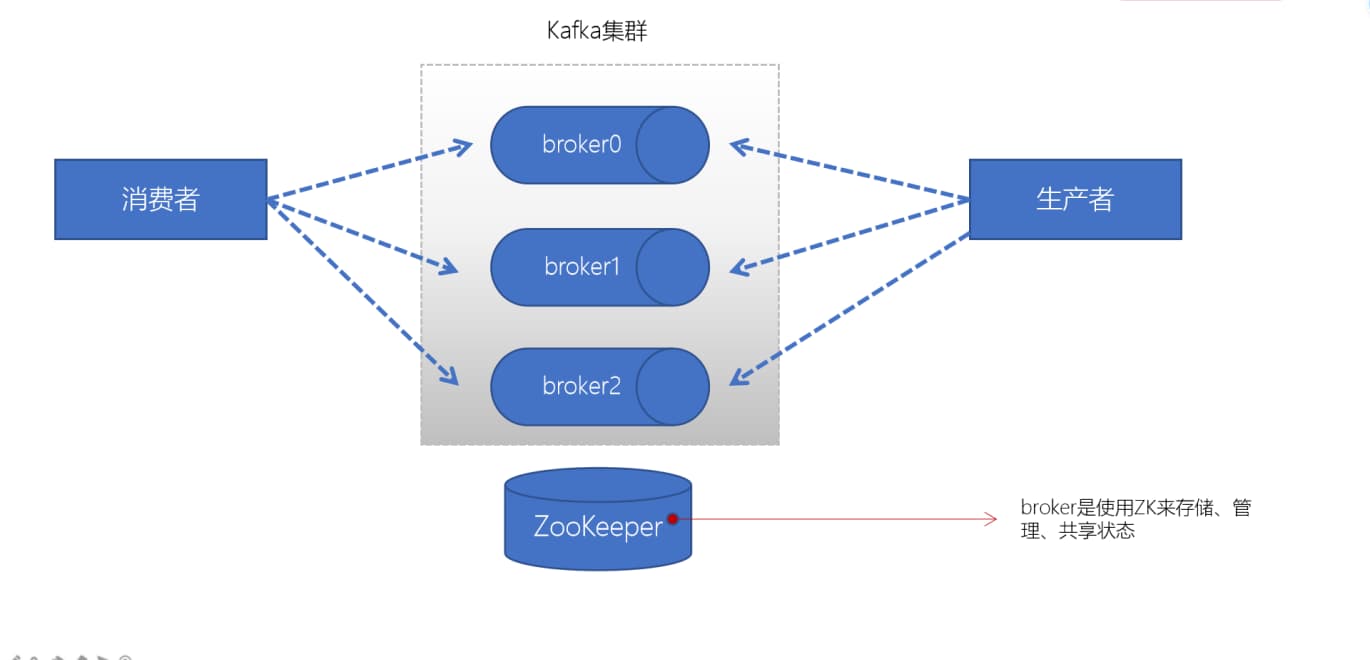 Kafka集群
broker0
消费者
生产者
broker1
broker2
ZooKeeper
broker是使用ZK来存储、管
理、共享状态